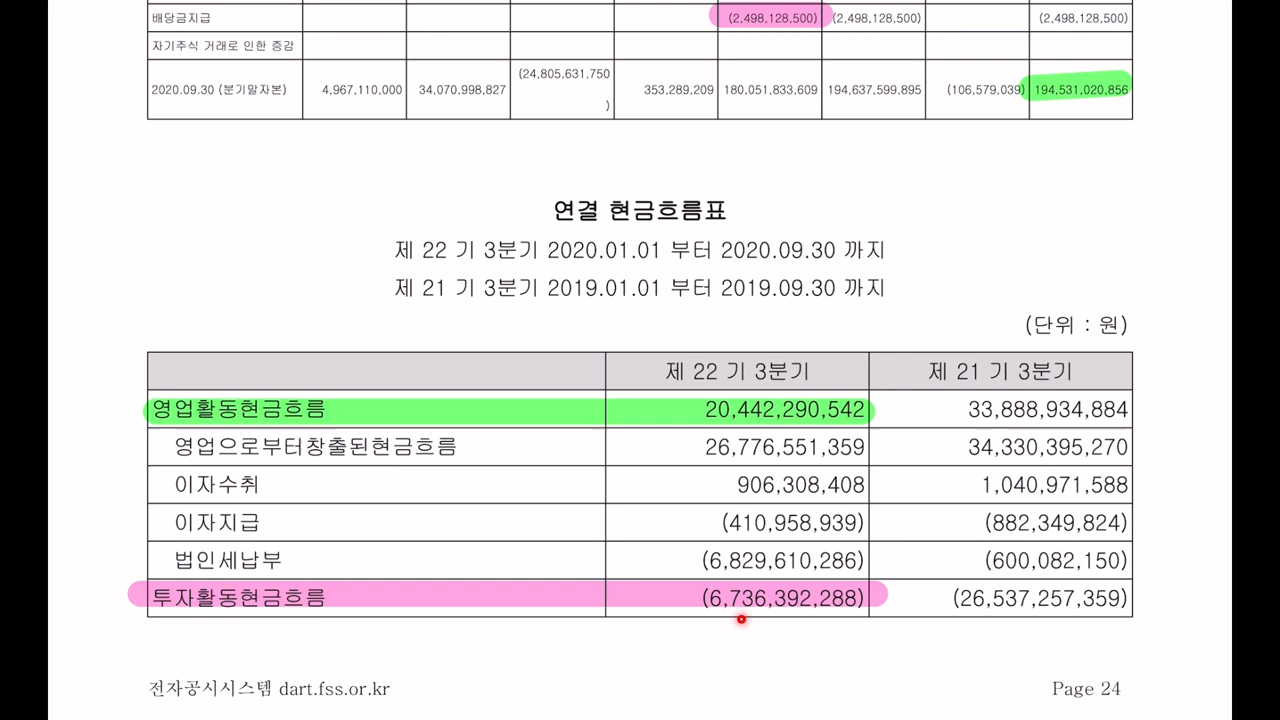 배당금지급 (2,498,128,500) (2,498,128,500) (2,498,128,500)
자기주식 거래로 인한 증감
2020.09.30 (분기말자본) 4,967,110,000 34,070,998,827 (24,805,631,750 353,289,209 180,051,833,609 194,637,599,895 (106,579,039) 194,531,020,856
)
연결 현금흐름표
제 22 기 3분기 2020.01.01 부터 2020.09.30 까지
제 21 기 3분기 2019.01.01 부터 2019.09.30 까지
(단위 : 원)
제 22 기 3분기 제 21 기 3분기
영업활동현금흐름 20,442,290,542 33,888,934,884
영업으로부터창출된현금흐름 26,776,551,359 34,330,395,270
이자수취 906,308,408 1,040,971,588
이자지급 (410,958,939) (882,349,824)
법인세납부 (6,829,610,286) (600,082,150)
투자활동현금흐름 (6,736,392,288) (26,537,257,359)
전자공시시스템 dart.fss.or.kr Page 24